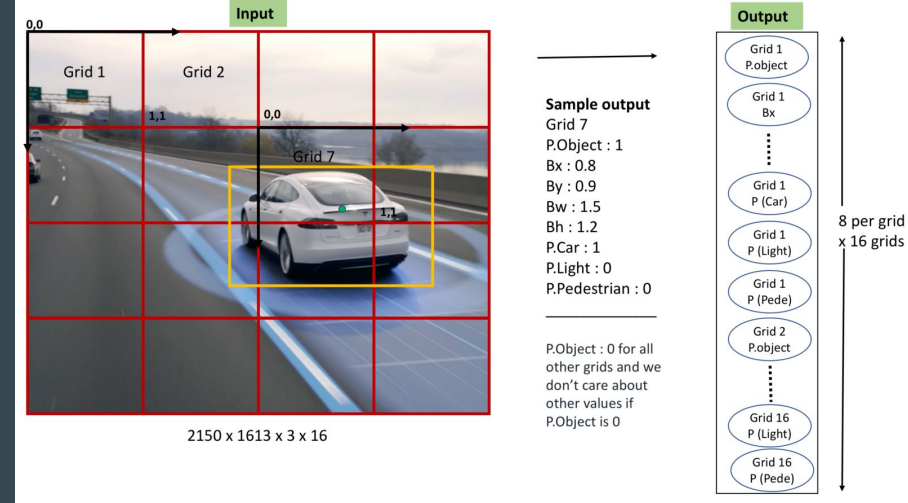 Input
0,0
Grid 1
Grid 2
1,1
0,0
Grid 7
1,1
2150 x 1613 x 3 x 16
Sample output
Grid 7
P.Object : 1
Bx : 0.8
By : 0.9
Bw : 1.5
Bh : 1.2
P.Car : 1
P.Light : 0
P.Pedestrian : 0
P.Object : 0 for all
other grids and we
don't care about
other values if
P.Object is 0
Output
Grid 1
P.object
Grid 1
Bx
Grid 1
P (Car)
Grid 1
P (Light)
Grid 1
P (Pede)
Grid 2
P.object
Grid 16
P (Light)
Grid 16
P (Pede)
8 per grid
x 16 grids